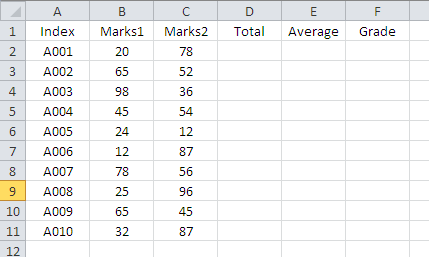 A B C D E F
1 Index Marks1 Marks2 Total Average Grade
2 A001 20 78
3 A002 65 52
4 A003 98 36
5 A004 45 54
6 A005 24 12
7 A006 12 87
8 A007 78 56
9 A008 25 96
10 A009 65 45
11 A010 32 87
12